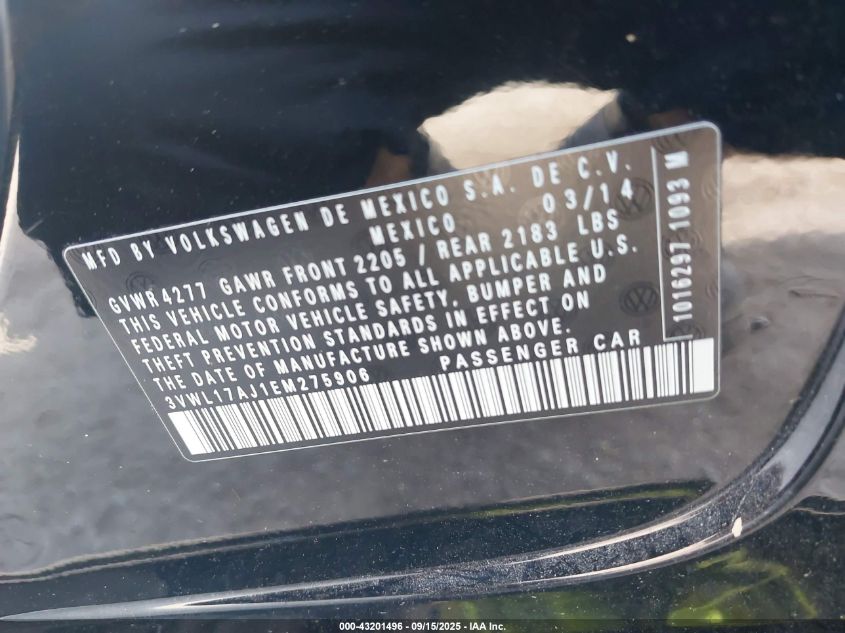 MFD BY VOLKSWAGEN DE MEXICO S.A. DE C.V.
MEXICO 03/14
GVWR 4277 GAWR FRONT 2205 / REAR 2183 LBS
THIS VEHICLE CONFORMS TO ALL APPLICABLE U.S.
FEDERAL MOTOR VEHICLE SAFETY, BUMPER AND
THEFT PREVENTION STANDARDS IN EFFECT ON
THE DATE OF MANUFACTURE SHOWN ABOVE.
3VWL17AJ1EM275906 PASSENGER CAR
1016297 1093 M
000-43201496 - 09/15/2025 - IAA Inc.